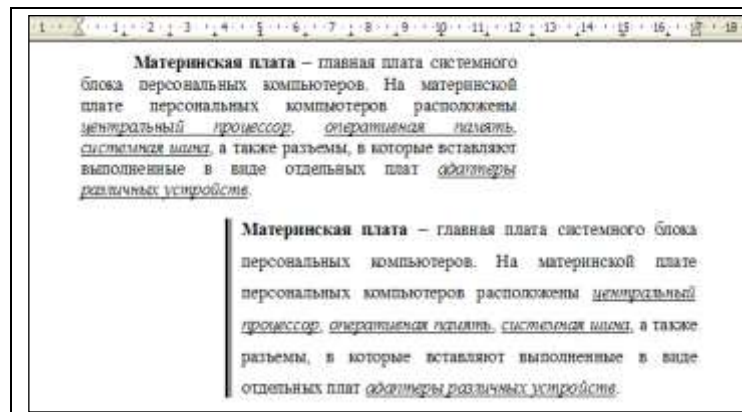 1 1 2 3 4 5 6 7 8 9 10 11 12 13 14 15 16 17 18
Материнская плата – главная плата системного
блока персональных компьютеров. На материнской
плате персональных компьютеров расположены
центральный процессор, оперативная память,
системная шина, а также разъемы, в которые вставляют
выполненные в виде отдельных плат адаптеры
различных устройств.
Материнская плата – главная плата системного блока
персональных компьютеров. На материнской плате
персональных компьютеров расположены центральный
процессор, оперативная память, системная шина, а также
разъемы, в которые вставляют выполненные в виде
отдельных плат адаптеры различных устройств.